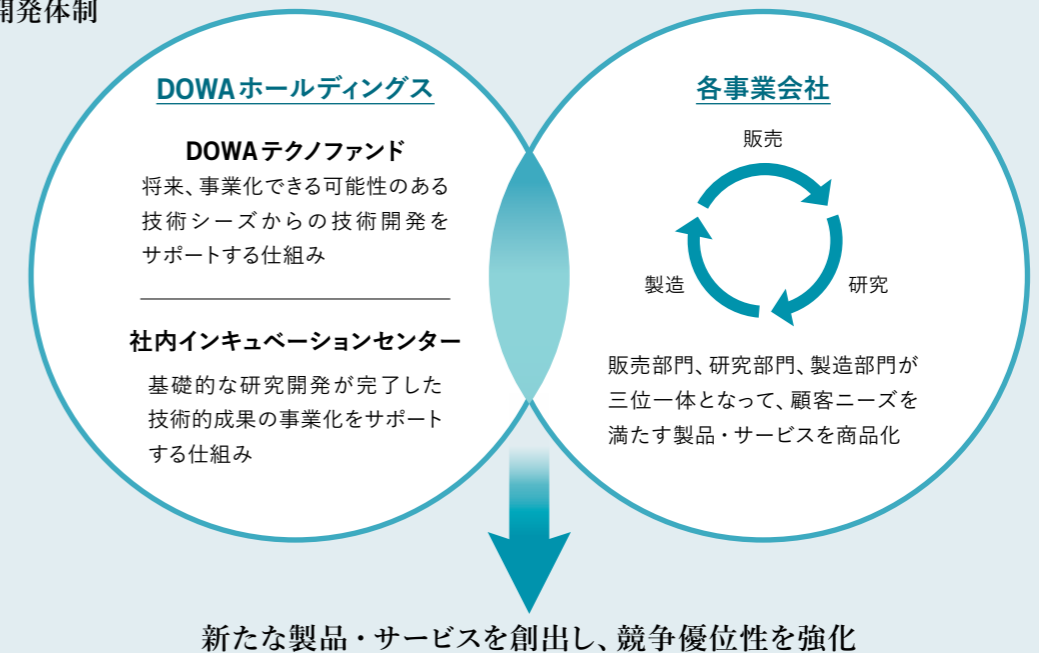 開発体制
DOWAホールディングス
DOWAテクノファンド
将来、事業化できる可能性のある
技術シーズからの技術開発を
サポートする仕組み
社内インキュベーションセンター
基礎的な研究開発が完了した
技術的成果の事業化をサポート
する仕組み
各事業会社
販売
製造
研究
販売部門、研究部門、製造部門が
三位一体となって、顧客ニーズを
満たす製品・サービスを商品化
新たな製品・サービスを創出し、競争優位性を強化